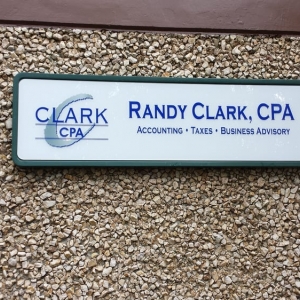 CLARK
CPA
RANDY CLARK, CPA
ACCOUNTING • TAXES • BUSINESS ADVISORY